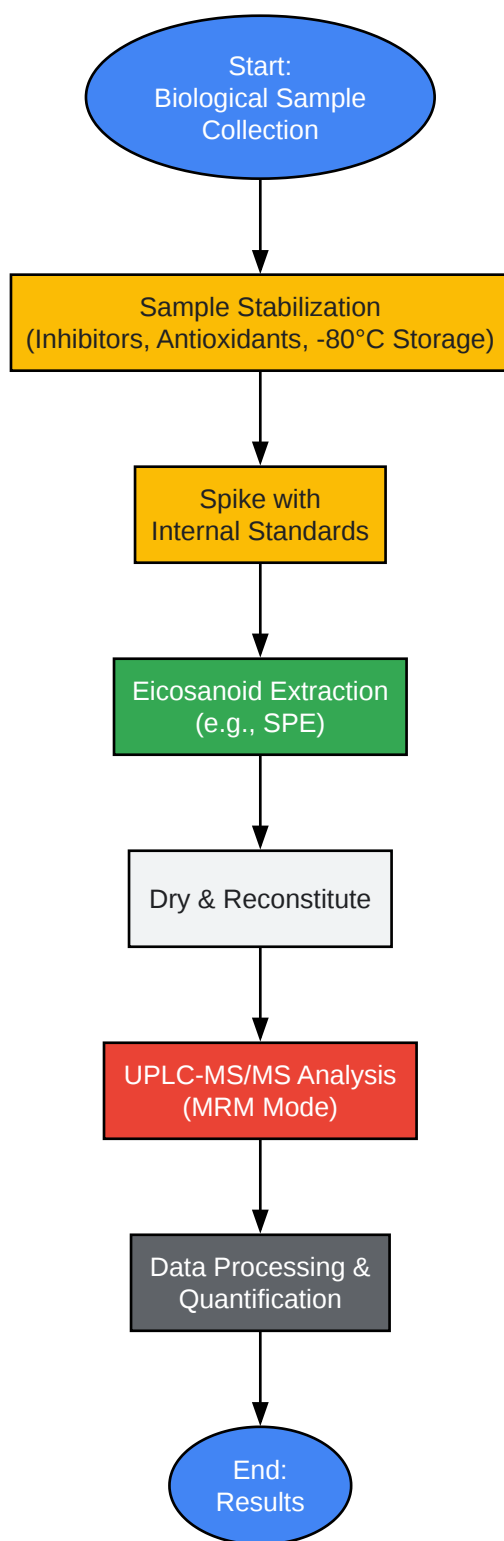 Start:
Biological Sample
Collection
Sample Stabilization
(Inhibitors, Antioxidants, -80°C Storage)
Spike with
Internal Standards
Eicosanoid Extraction
(e.g., SPE)
Dry & Reconstitute
UPLC-MS/MS Analysis
(MRM Mode)
Data Processing &
Quantification
End:
Results